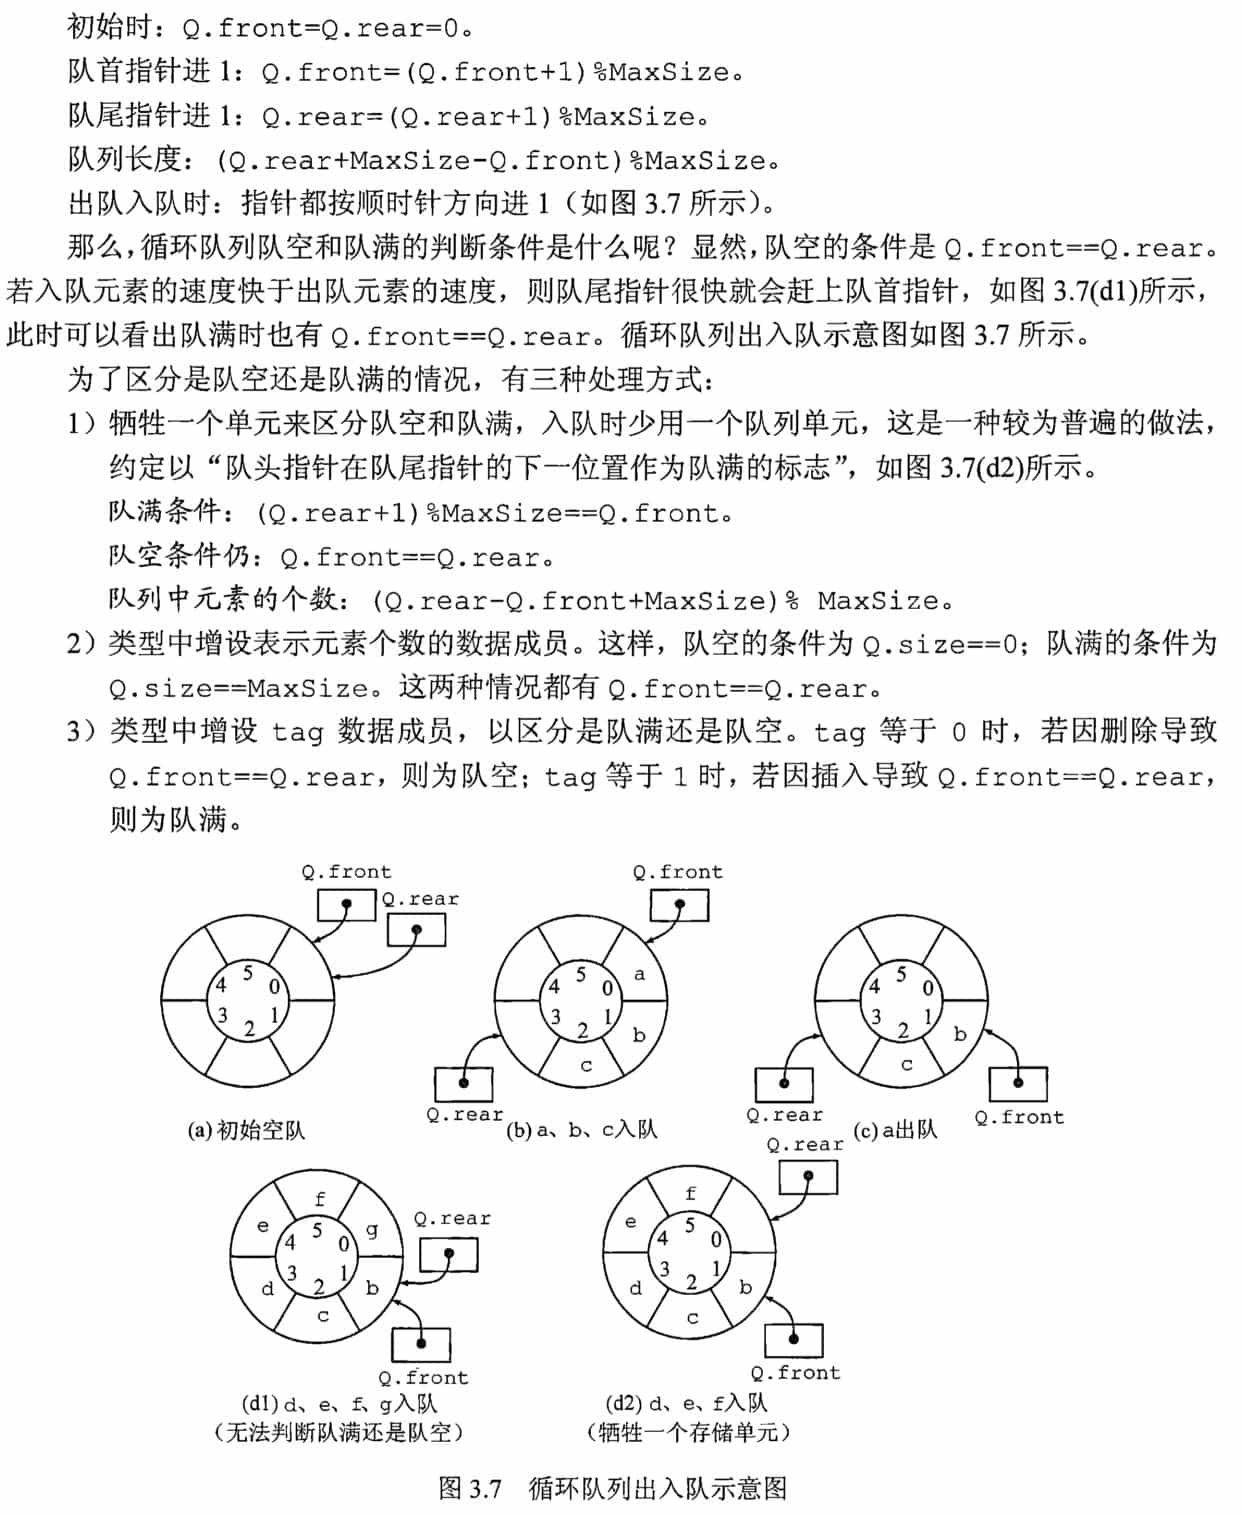 初始时：Q.front=Q.rear=0。
队首指针进 1：Q.front=(Q.front+1)%MaxSize。
队尾指针进 1：Q.rear=(Q.rear+1)%MaxSize。
队列长度：(Q.rear+MaxSize-Q.front)%MaxSize。
出队入队时：指针都按顺时针方向进 1（如图 3.7 所示）。
那么，循环队列队空和队满的判断条件是什么呢？显然，队空的条件是 Q.front==Q.rear。
若入队元素的速度快于出队元素的速度，则队尾指针很快就会赶上队首指针，如图 3.7(d1)所示，
此时可以看出队满时也有 Q.front==Q.rear。循环队列出入队示意图如图 3.7 所示。
为了区分是队空还是队满的情况，有三种处理方式：
1）牺牲一个单元来区分队空和队满，入队时少用一个队列单元，这是一种较为普遍的做法，
约定以“队头指针在队尾指针的下一位置作为队满的标志”，如图 3.7(d2)所示。
队满条件：(Q.rear+1)%MaxSize==Q.front。
队空条件仍：Q.front==Q.rear。
队列中元素的个数：(Q.rear-Q.front+MaxSize)% MaxSize。
2）类型中增设表示元素个数的数据成员。这样，队空的条件为 Q.size==0；队满的条件为
Q.size==MaxSize。这两种情况都有 Q.front==Q.rear。
3）类型中增设 tag 数据成员，以区分是队满还是队空。tag 等于 0 时，若因删除导致
Q.front==Q.rear，则为队空；tag 等于 1 时，若因插入导致 Q.front==Q.rear，
则为队满。
Q.front
Q.rear
5
4 0
3 1
2
(a) 初始空队
Q.front
5 a
4 0
3 1
2 b
c
Q.rear
(b) a、b、c入队
5
4 0
3 1
2 b
c
Q.rear
Q.front
(c) a出队
f
e 5 g
4 0
3 1
d 2 b
c
Q.rear
Q.front
(d1) d、e、f、g入队
（无法判断队满还是队空）
Q.rear
f
e 5
4 0
3 1
d 2 b
c
Q.front
(d2) d、e、f入队
（牺牲一个存储单元）
图 3.7 循环队列出入队示意图